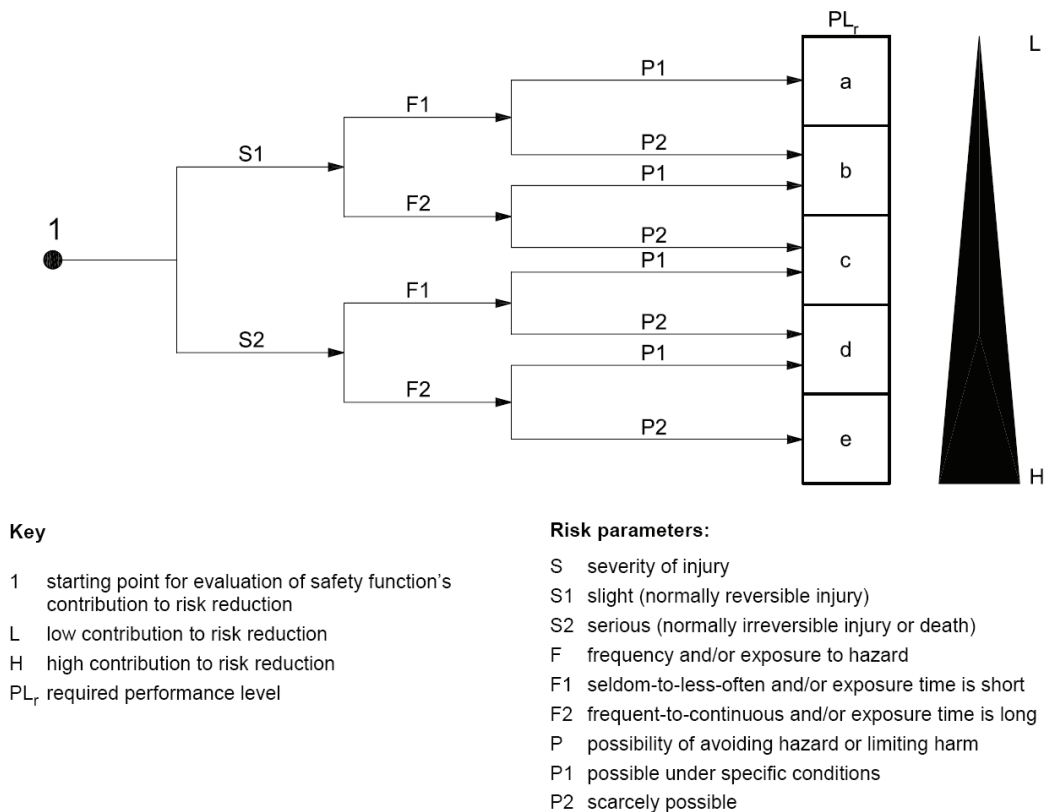 PLr
L
P1
a
F1
P2
S1
P1
b
F2
1
P2
c
P1
F1
P2
S2
P1
d
F2
P2
e
H
Key
1 starting point for evaluation of safety function's
contribution to risk reduction
L low contribution to risk reduction
H high contribution to risk reduction
PLr required performance level
Risk parameters:
S severity of injury
S1 slight (normally reversible injury)
S2 serious (normally irreversible injury or death)
F frequency and/or exposure to hazard
F1 seldom-to-less-often and/or exposure time is short
F2 frequent-to-continuous and/or exposure time is long
P possibility of avoiding hazard or limiting harm
P1 possible under specific conditions
P2 scarcely possible